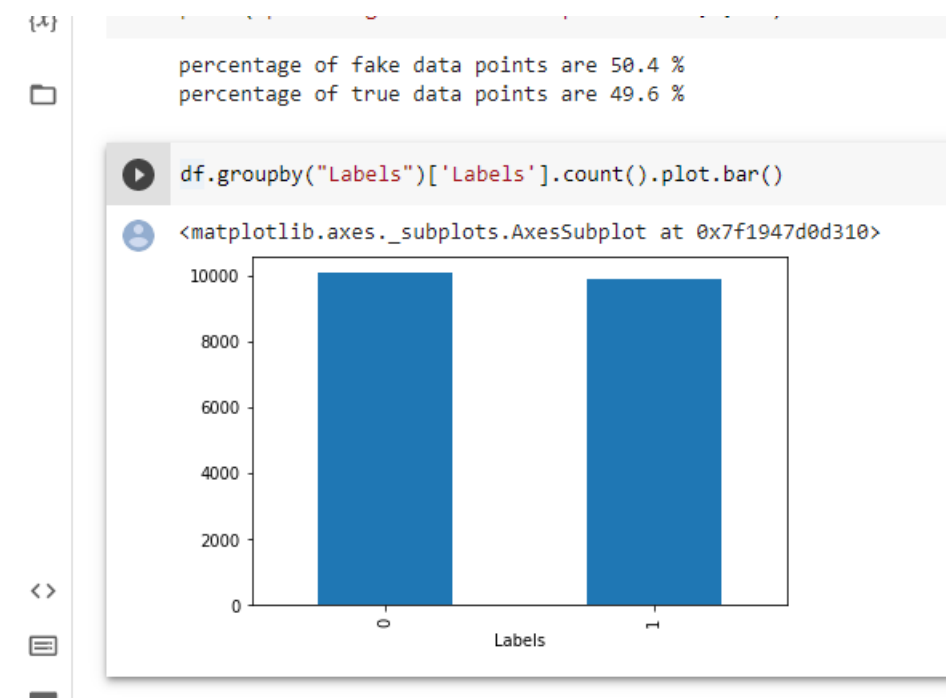 {x}
percentage of fake data points are 50.4 %
percentage of true data points are 49.6 %
df.groupby("Labels")['Labels'].count().plot.bar()
<matplotlib.axes._subplots.AxesSubplot at 0x7f1947d0d310>
10000
8000
6000
4000
2000
0
0
1
Labels
<>